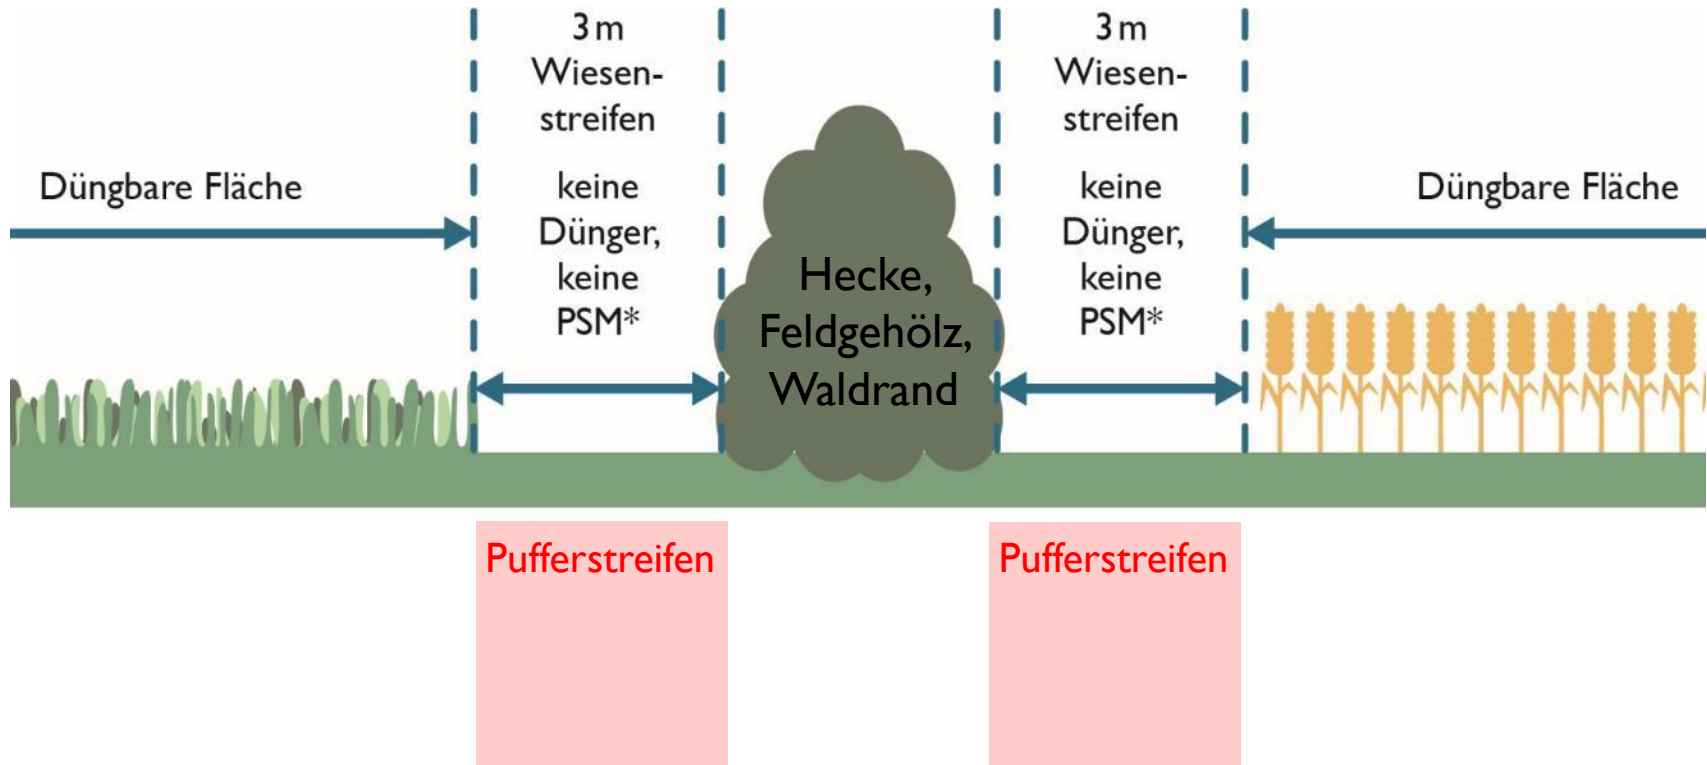 3 m
Wiesen-
streifen
keine
Dünger,
keine
PSM*
3 m
Wiesen-
streifen
keine
Dünger,
keine
PSM*
Düngbare Fläche
Düngbare Fläche
Hecke,
Feldgehölz,
Waldrand
Pufferstreifen
Pufferstreifen